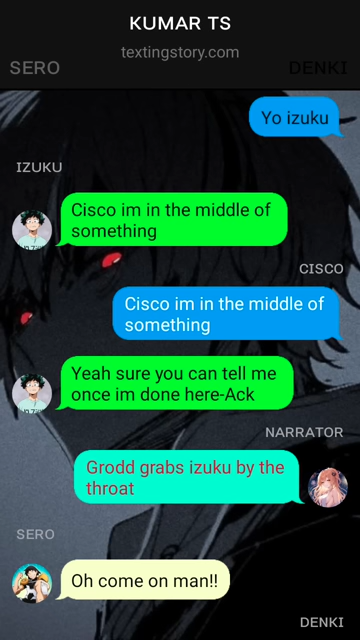 KUMAR TS
textingstory.com
SERO
DENKI
Yo izuku
IZUKU
Cisco im in the middle of
something
CISCO
Cisco im in the middle of
something
Yeah sure you can tell me
once im done here-Ack
NARRATOR
Grodd grabs izuku by the
throat
SERO
Oh come on man!!
DENKI